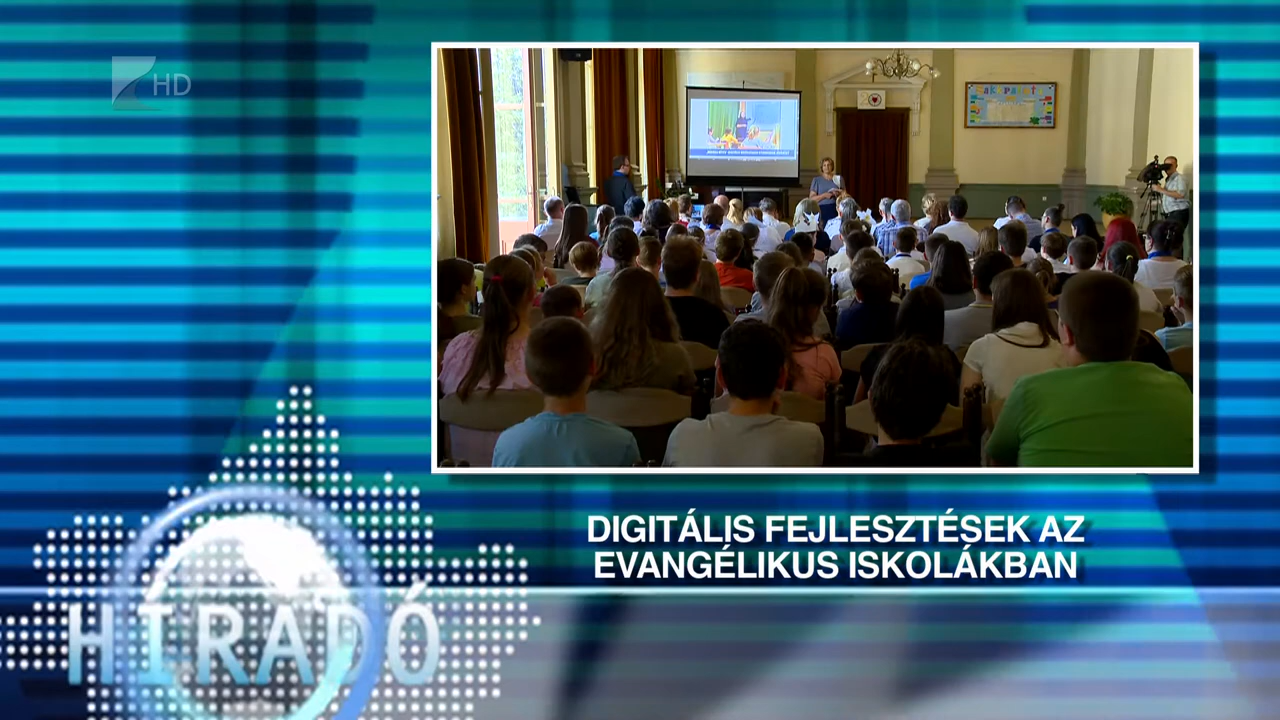 HD
DIGITÁLIS FEJLESZTÉSEK AZ
EVANGÉLIKUS ISKOLÁKBAN
HÍRADÓ